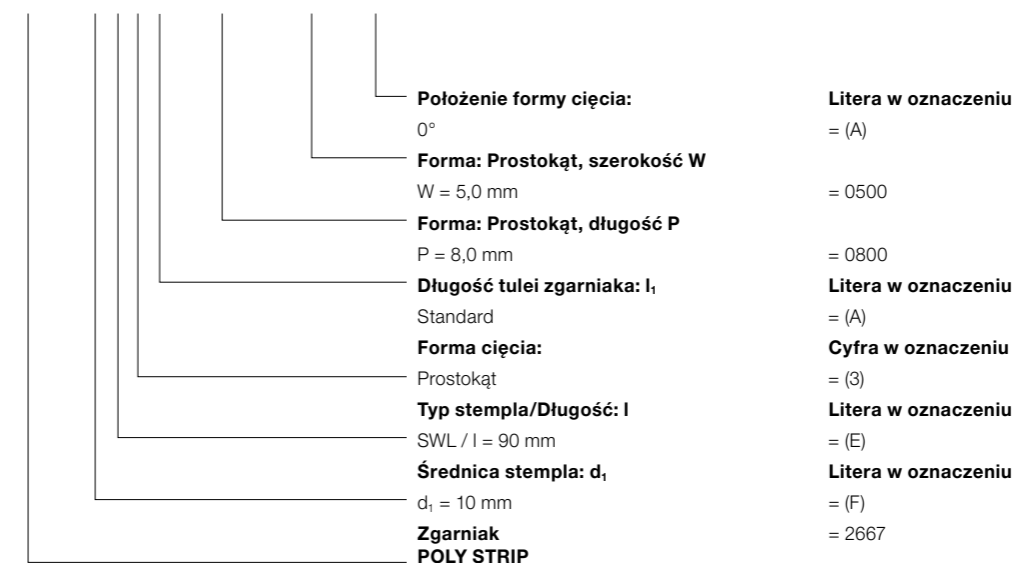 Położenie formy cięcia: Litera w oznaczeniu
0° = (A)
Forma: Prostokąt, szerokość W
W = 5,0 mm = 0500
Forma: Prostokąt, długość P
P = 8,0 mm = 0800
Długość tulei zgarniaka: l₁ Litera w oznaczeniu
Standard = (A)
Forma cięcia: Cyfra w oznaczeniu
Prostokąt = (3)
Typ stempla/Długość: l Litera w oznaczeniu
SWL / l = 90 mm = (E)
Średnica stempla: d₁ Litera w oznaczeniu
d₁ = 10 mm = (F)
Zgarniak = 2667
POLY STRIP